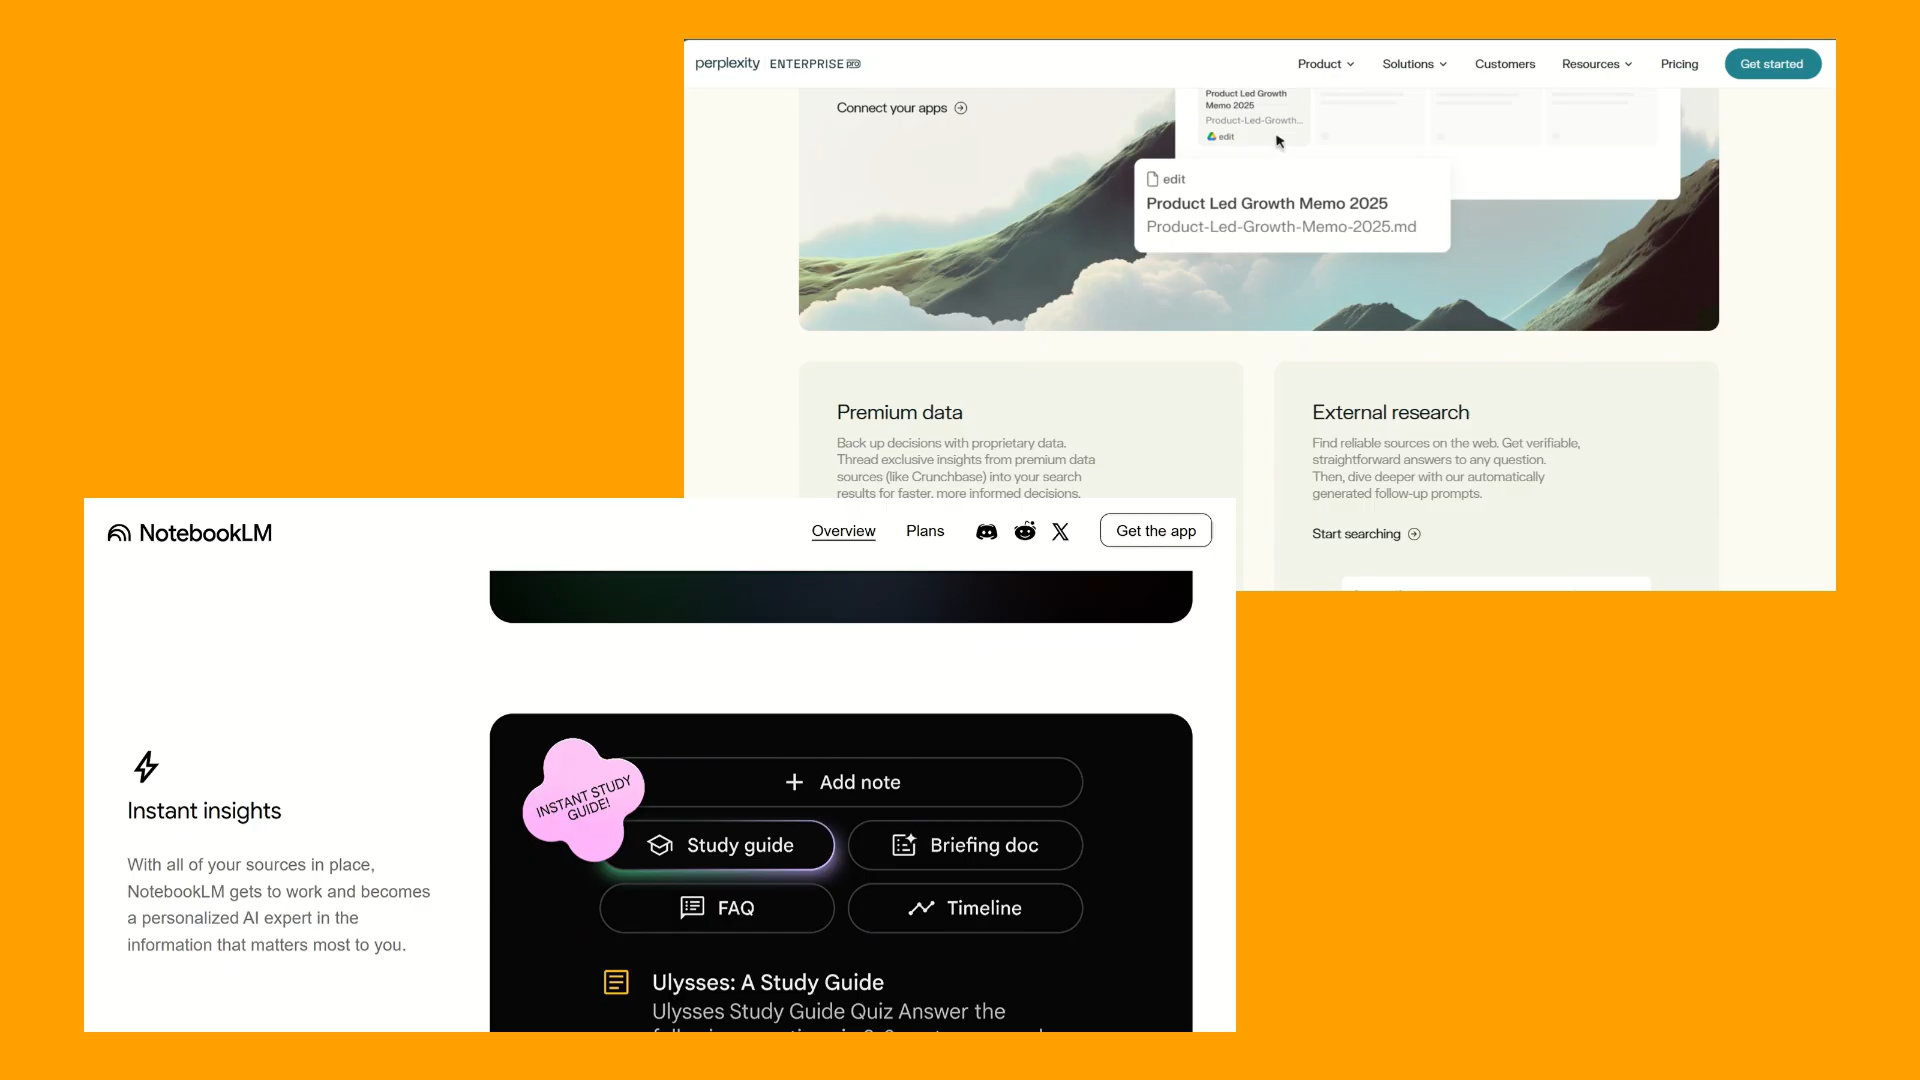 perplexity ENTERPRISE PRO
Product
Solutions
Customers
Resources
Pricing
Get started
Connect your apps
Product Led Growth
Memo 2025
Product-Led-Growth...
edit
edit
Product Led Growth Memo 2025
Product-Led-Growth-Memo-2025.md
Premium data
Back up decisions with proprietary data.
Thread exclusive insights from premium data
sources (like Crunchbase) into your search
results for faster, more informed decisions.
External research
Find reliable sources on the web. Get verifiable,
straightforward answers to any question.
Then, dive deeper with our automatically
generated follow-up prompts.
Start searching
NotebookLM
Overview
Plans
Get the app
Instant insights
With all of your sources in place,
NotebookLM gets to work and becomes
a personalized AI expert in the
information that matters most to you.
INSTANT STUDY
GUIDE!
+ Add note
Study guide
Briefing doc
FAQ
Timeline
Ulysses: A Study Guide
Ulysses Study Guide Quiz Answer the